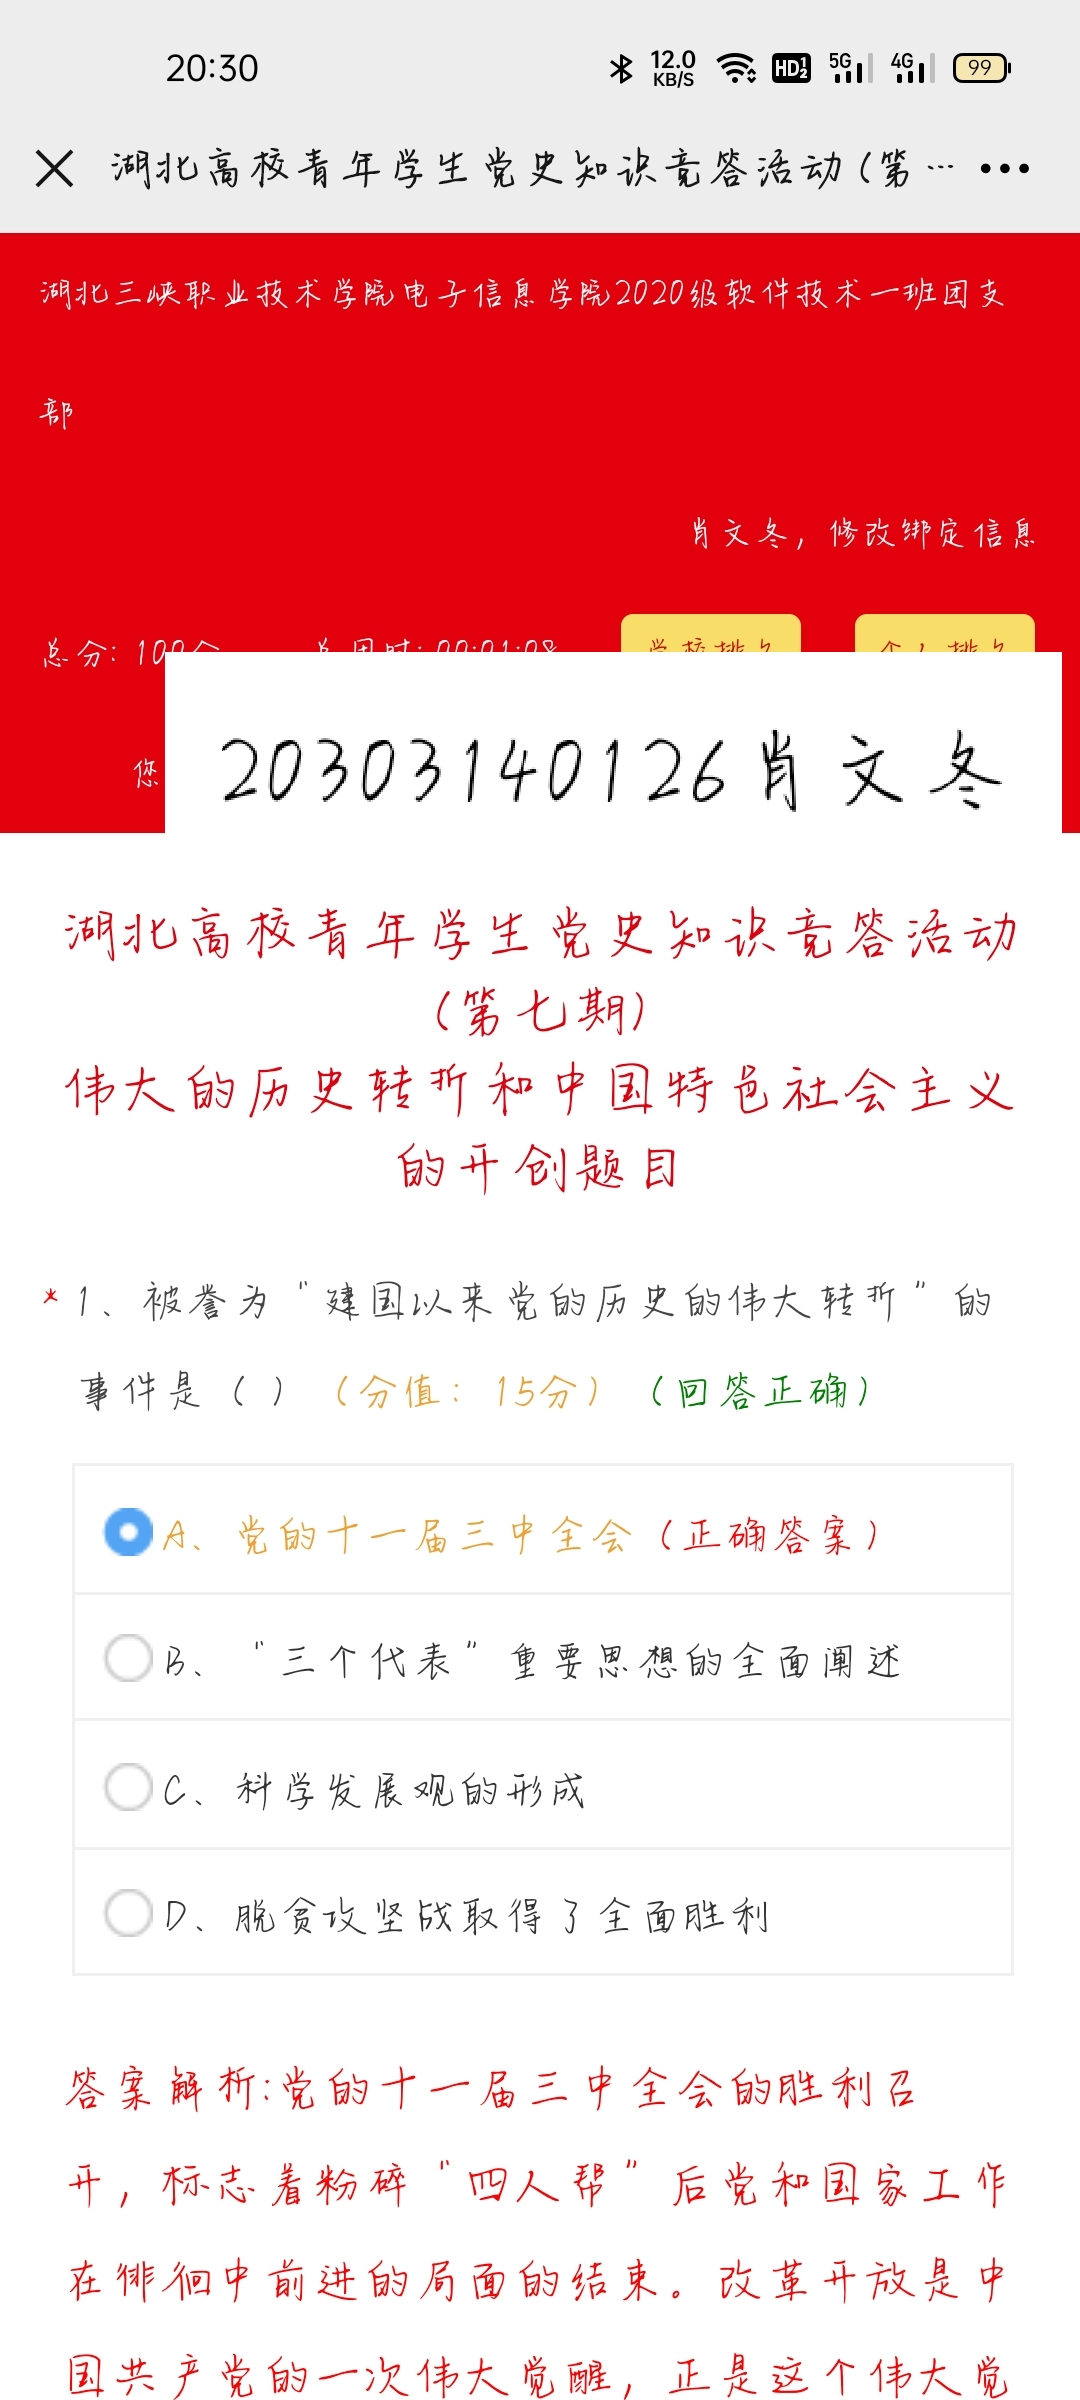 20:30
12.0
KB/S
HD 1 2
5G
4G
99
湖北高校青年学生党史知识竞答活动(第…
湖北三峡职业技术学院电子信息学院2020级软件技术一班团支
部
肖文冬，修改绑定信息
总分: 100分 总用时: 00:01:08
您
20303140126肖文冬
湖北高校青年学生党史知识竞答活动
(第七期)
伟大的历史转折和中国特色社会主义
的开创题目
* 1、被誉为“建国以来党的历史的伟大转折”的
事件是（ ）（分值：15分）（回答正确）
A、党的十一届三中全会（正确答案）
B、“三个代表”重要思想的全面阐述
C、科学发展观的形成
D、脱贫攻坚战取得了全面胜利
答案解析:党的十一届三中全会的胜利召
开，标志着粉碎“四人帮”后党和国家工作
在徘徊中前进的局面的结束。改革开放是中
国共产党的一次伟大觉醒，正是这个伟大觉